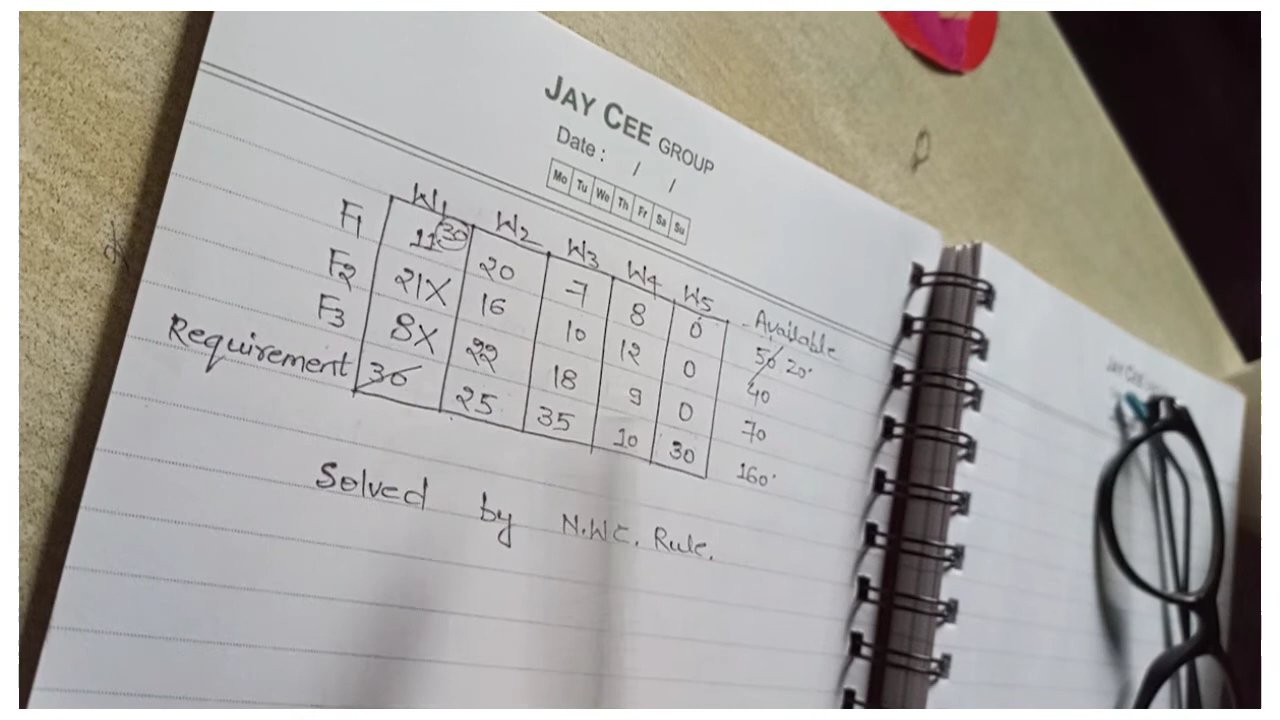 JAY CEE GROUP
Date : / /
Mo Tu We Th Fr Sa Su
W1 W2 W3 W4 W5 Available
F1 11 30 20 7 8 0 50 20
F2 21X 16 10 12 0 40
F3 8X 22 18 9 0 70
Requirement 30 25 35 10 30 160
Solved by N.W.C. Rule.